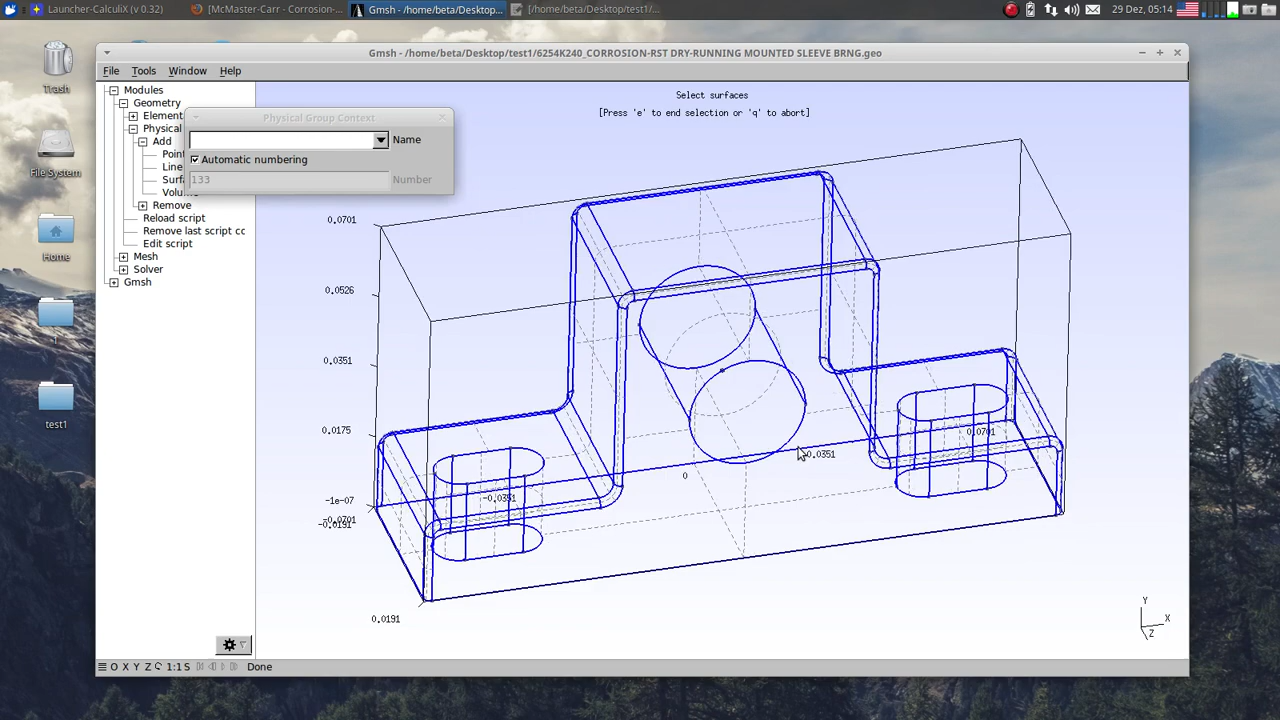 Launcher-CalculiX (v 0.32)
[McMaster-Carr - Corrosion-...
Gmsh - /home/beta/Desktop...
[/home/beta/Desktop/test1/...
29 Dez, 05:14
Trash
File System
Home
1
test1
Gmsh - /home/beta/Desktop/test1/6254K240_CORROSION-RST DRY-RUNNING MOUNTED SLEEVE BRNG.geo
File Tools Window Help
Modules
Geometry
Element
Physical
Add
Point
Line
Surfa
Volu
Remove
Reload script
Remove last script cc
Edit script
Mesh
Solver
Gmsh
Physical Group Context
Name
Automatic numbering
133
Number
Select surfaces
[Press 'e' to end selection or 'q' to abort]
0.0701
0.0526
0.0351
0.0175
-1e-07
-0.0701
-0.0191
-0.0351
0
0.0351
0.0701
0.0191
Y
X
Z
O X Y Z 1:1 S
Done